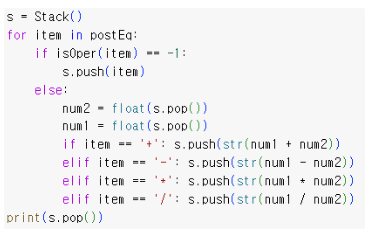 s = Stack()
for item in postEq:
    if isOper(item) == -1:
        s.push(item)
    else:
        num2 = float(s.pop())
        num1 = float(s.pop())
        if item == '+': s.push(str(num1 + num2))
        elif item == '-': s.push(str(num1 - num2))
        elif item == '*': s.push(str(num1 * num2))
        elif item == '/': s.push(str(num1 / num2))
print(s.pop())